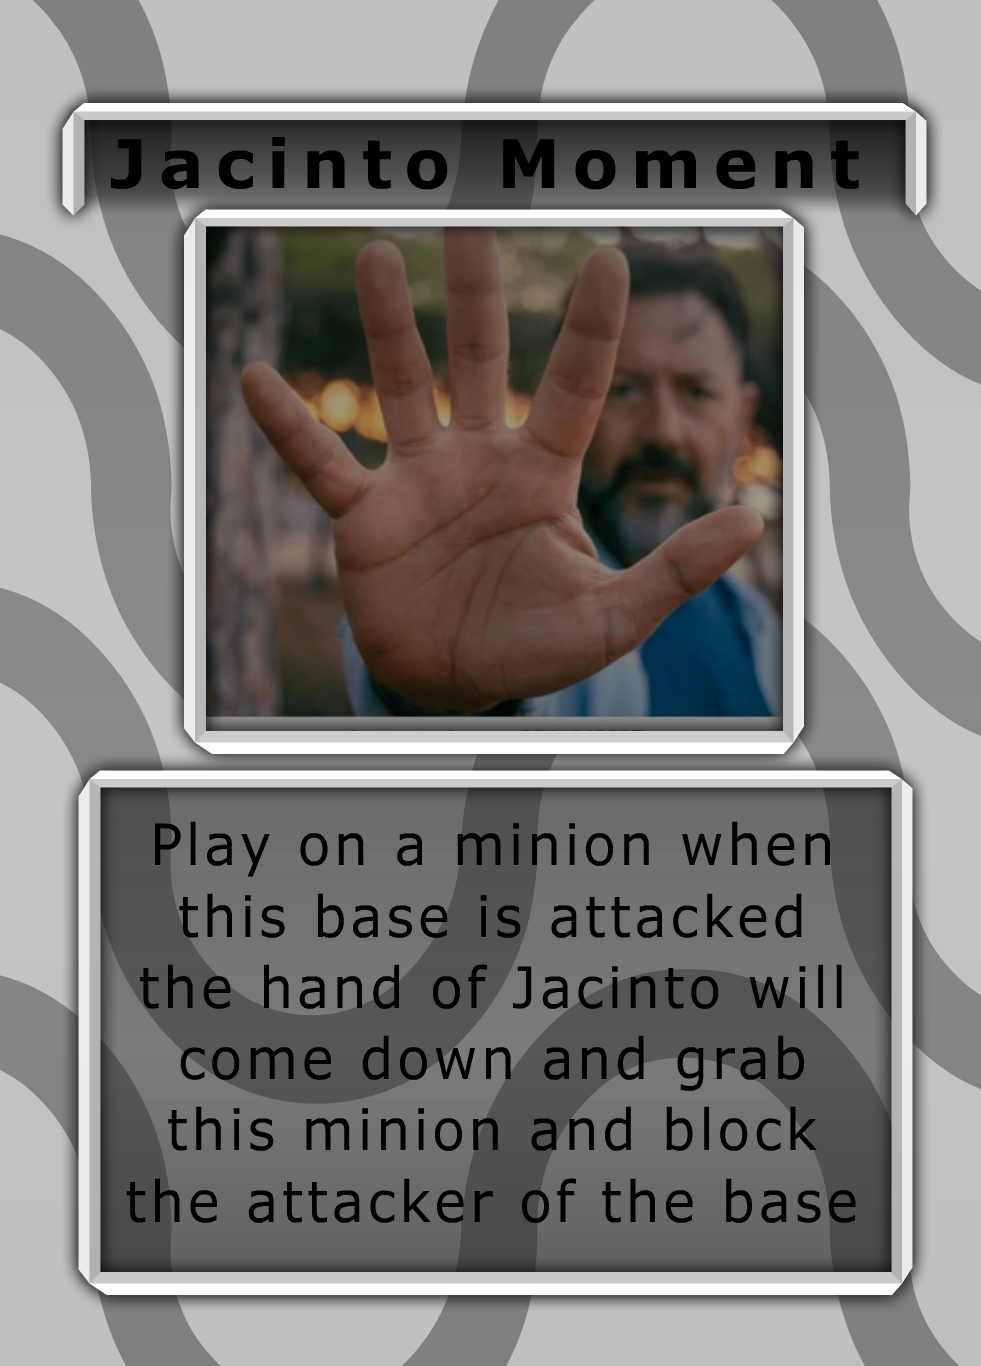 Jacinto Moment
Play on a minion when
this base is attacked
the hand of Jacinto will
come down and grab
this minion and block
the attacker of the base